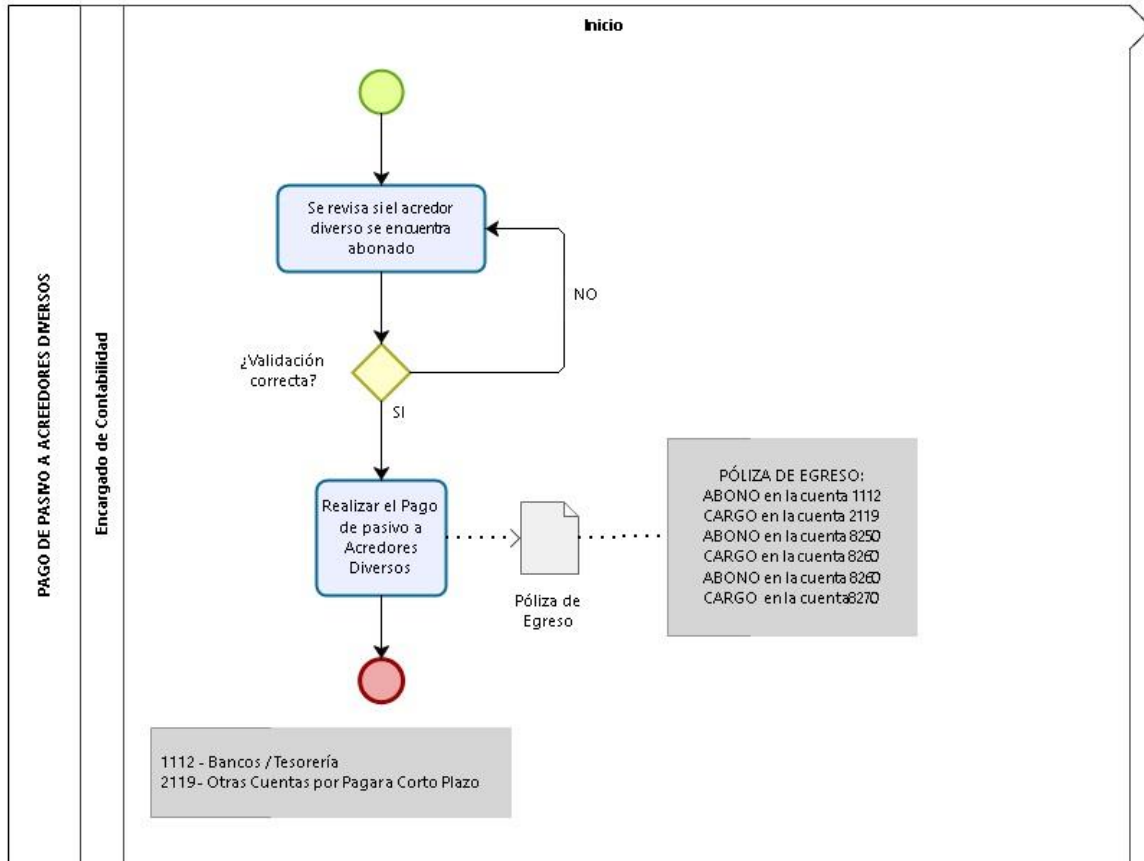 PAGO DE PASIVO A ACREEDORES DIVERSOS
Encargado de Contabilidad
Inicio
Se revisa si el acredor
diverso se encuentra
abonado
NO
¿Validación
correcta?
SI
Realizar el Pago
de pasivo a
Acredores
Diversos
Póliza de
Egreso
PÓLIZA DE EGRESO:
ABONO en la cuenta 1112
CARGO en la cuenta 2119
ABONO en la cuenta 8250
CARGO en la cuenta 8260
ABONO en la cuenta 8260
CARGO en la cuenta 8270
1112 - Bancos / Tesorería
2119- Otras Cuentas por Pagar a Corto Plazo